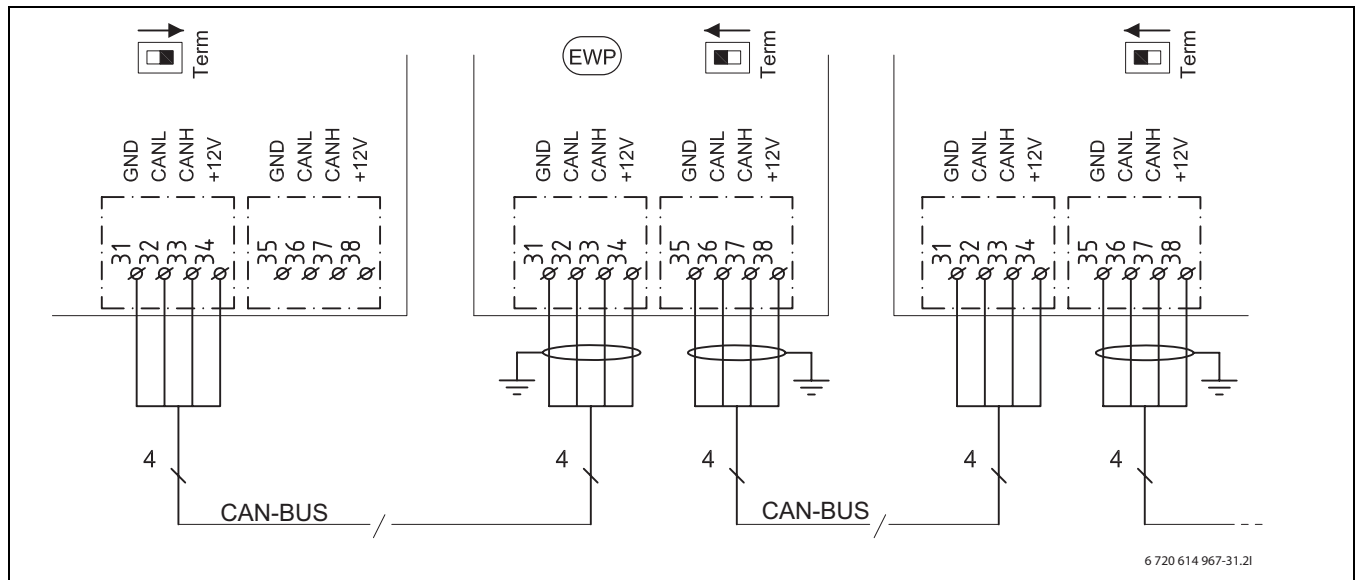 Term EWP Term Term
GND CANL CANH +12V GND CANL CANH +12V GND CANL CANH +12V GND CANL CANH +12V GND CANL CANH +12V GND CANL CANH +12V
31 32 33 34 35 36 37 38 31 32 33 34 35 36 37 38 31 32 33 34 35 36 37 38
4 4 4 4 4
CAN-BUS CAN-BUS
6 720 614 967-31.2I